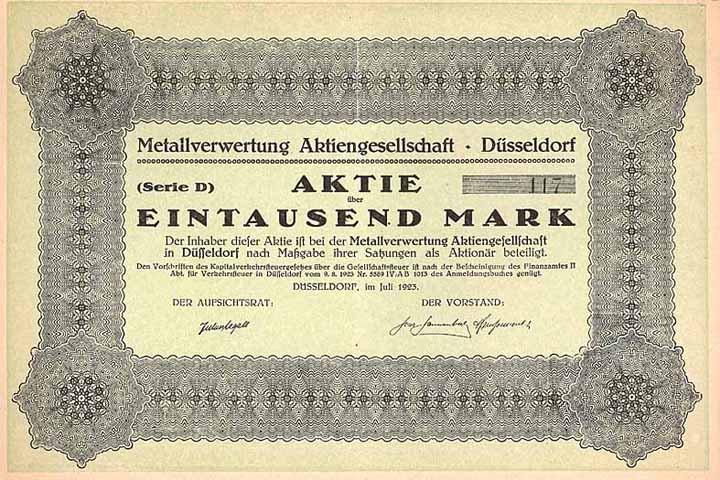 Metallverwertung Aktiengesellschaft · Düsseldorf
(Serie D) AKTIE 117
über
EINTAUSEND MARK
Der Inhaber dieser Aktie ist bei der Metallverwertung Aktiengesellschaft
in Düsseldorf nach Maßgabe ihrer Satzungen als Aktionär beteiligt.
Den Vorschriften des Kapitalverkehrsteuergesetzes über die Gesellschaftsteuer ist nach der Bescheinigung des Finanzamtes II
Abt. für Verkehrsteuer in Düsseldorf vom 9. 8. 1923 Nr. 5569 IV. AB 1013 des Anmeldungsbuches genügt.
DÜSSELDORF, im Juli 1923.
DER AUFSICHTSRAT: DER VORSTAND: